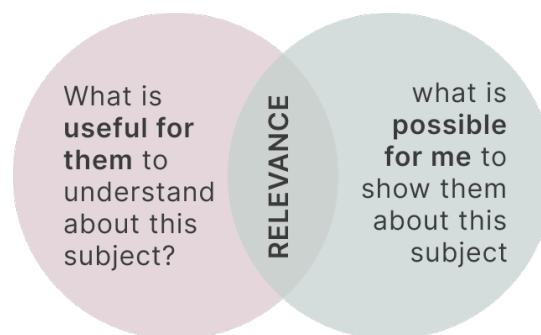 What is
useful for
them to
understand
about this
subject?
RELEVANCE
what is
possible
for me to
show them
about this
subject